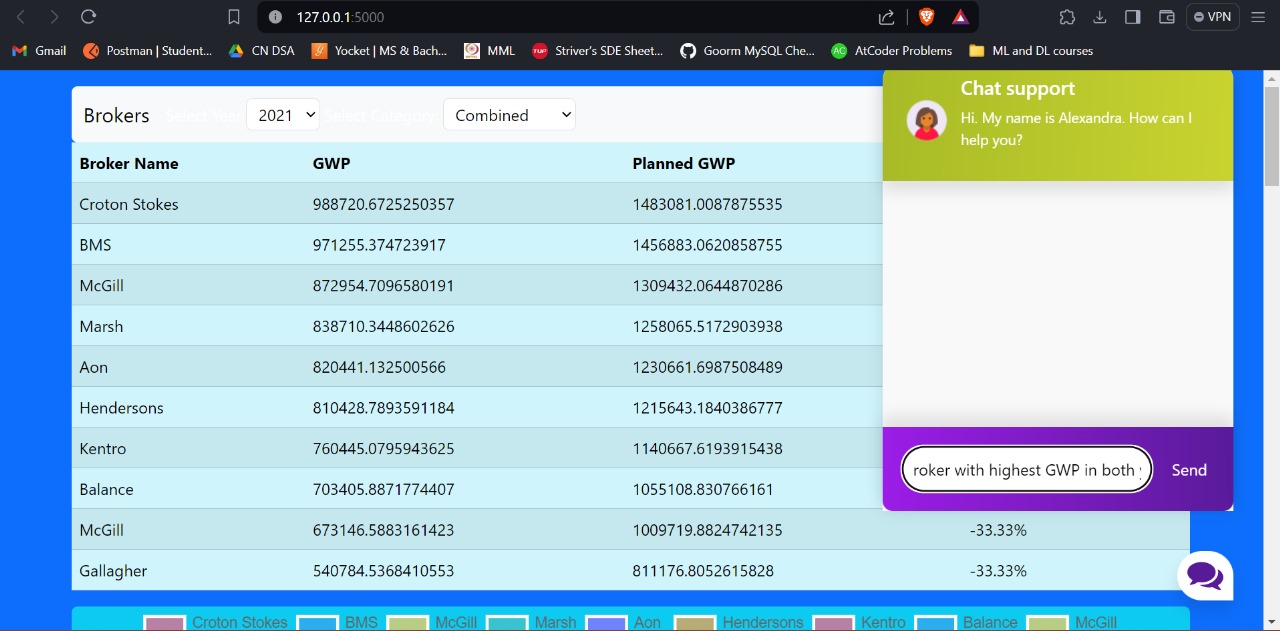 127.0.0.1:5000
VPN
Gmail Postman | Student... CN DSA Yocket | MS & Bach... MML TUF Striver's SDE Sheet... Gorm MySQL Che... AC AtCoder Problems ML and DL courses
Brokers Select Year 2021 Select Category Combined
Broker Name GWP Planned GWP
Croton Stokes 988720.6725250357 1483081.0087875535
BMS 971255.374723917 1456883.0620858755
McGill 872954.7096580191 1309432.0644870286
Marsh 838710.3448602626 1258065.5172903938
Aon 820441.132500566 1230661.6987508489
Hendersons 810428.7893591184 1215643.1840386777
Kentro 760445.0795943625 1140667.6193915438
Balance 703405.8871774407 1055108.830766161
McGill 673146.5883161423 1009719.8824742135 -33.33%
Gallagher 540784.5368410553 811176.8052615828 -33.33%
Croton Stokes BMS McGill Marsh Aon Hendersons Kentro Balance McGill
Chat support
Hi. My name is Alexandra. How can I
help you?
roker with highest GWP in both
Send